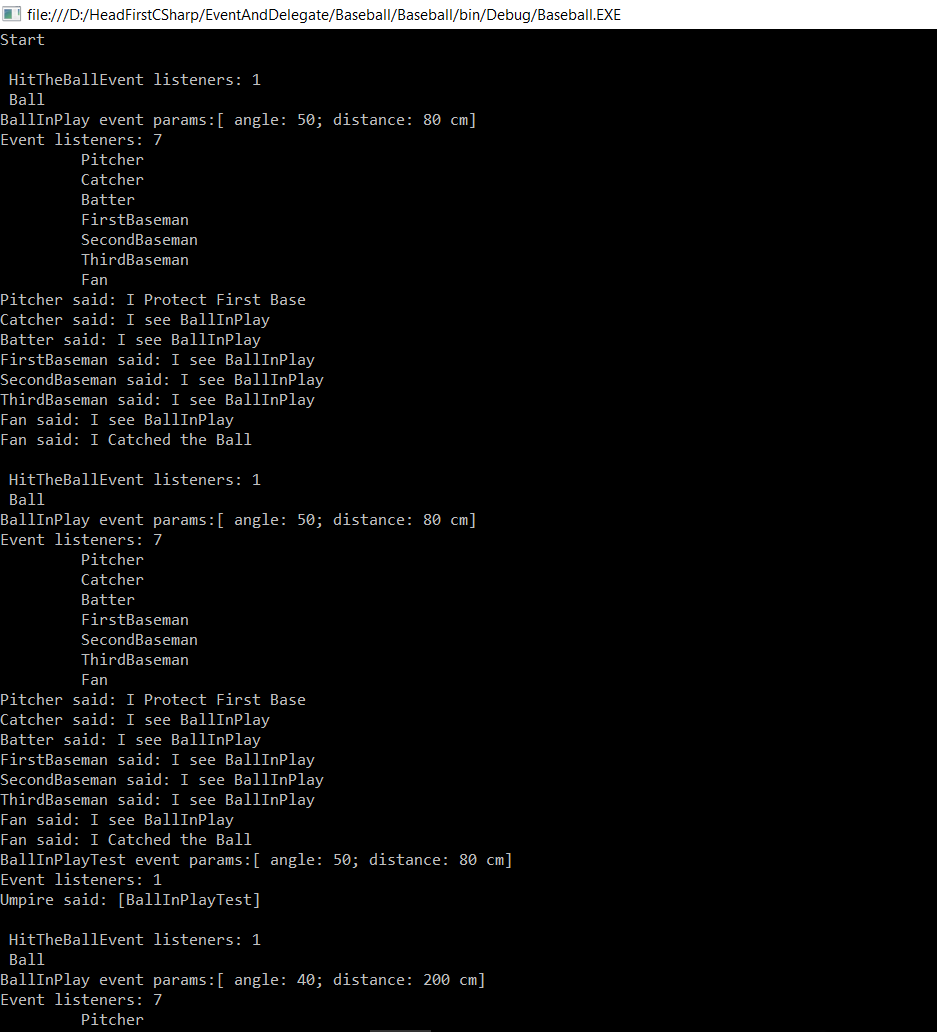 file:///D:/HeadFirstCSharp/EventAndDelegate/Baseball/Baseball/bin/Debug/Baseball.EXE
Start
HitTheBallEvent listeners: 1
Ball
BallInPlay event params:[ angle: 50; distance: 80 cm]
Event listeners: 7
Pitcher
Catcher
Batter
FirstBaseman
SecondBaseman
ThirdBaseman
Fan
Pitcher said: I Protect First Base
Catcher said: I see BallInPlay
Batter said: I see BallInPlay
FirstBaseman said: I see BallInPlay
SecondBaseman said: I see BallInPlay
ThirdBaseman said: I see BallInPlay
Fan said: I see BallInPlay
Fan said: I Catched the Ball
HitTheBallEvent listeners: 1
Ball
BallInPlay event params:[ angle: 50; distance: 80 cm]
Event listeners: 7
Pitcher
Catcher
Batter
FirstBaseman
SecondBaseman
ThirdBaseman
Fan
Pitcher said: I Protect First Base
Catcher said: I see BallInPlay
Batter said: I see BallInPlay
FirstBaseman said: I see BallInPlay
SecondBaseman said: I see BallInPlay
ThirdBaseman said: I see BallInPlay
Fan said: I see BallInPlay
Fan said: I Catched the Ball
BallInPlayTest event params:[ angle: 50; distance: 80 cm]
Event listeners: 1
Umpire said: [BallInPlayTest]
HitTheBallEvent listeners: 1
Ball
BallInPlay event params:[ angle: 40; distance: 200 cm]
Event listeners: 7
Pitcher